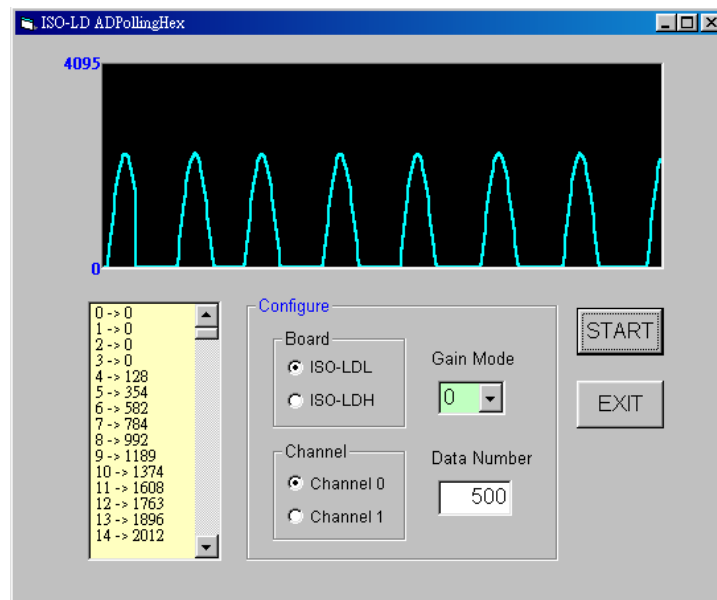 ISO-LD ADPollingHex
4095
0
0 -> 0
1 -> 0
2 -> 0
3 -> 0
4 -> 128
5 -> 354
6 -> 582
7 -> 784
8 -> 992
9 -> 1189
10 -> 1374
11 -> 1608
12 -> 1763
13 -> 1896
14 -> 2012
Configure
Board
ISO-LDL
ISO-LDH
Gain Mode
0
Channel
Channel 0
Channel 1
Data Number
500
START
EXIT